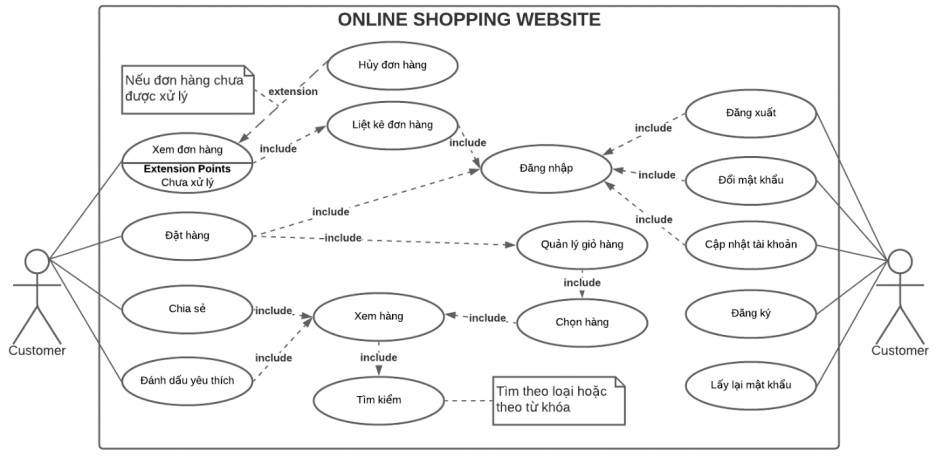 ONLINE SHOPPING WEBSITE
Nếu đơn hàng chưa
được xử lý
Hủy đơn hàng
extension
Liệt kê đơn hàng
Xem đơn hàng
Extension Points
Chưa xử lý
include
include
Đăng nhập
include
Đăng xuất
include
Đổi mật khẩu
include
Cập nhật tài khoản
include
Đặt hàng
include
Quản lý giỏ hàng
include
Chia sẻ
include
Xem hàng
include
Chọn hàng
Đăng ký
Customer
Customer
Đánh dấu yêu thích
include
include
Tìm kiếm
Tìm theo loại hoặc
theo từ khóa
Lấy lại mật khẩu